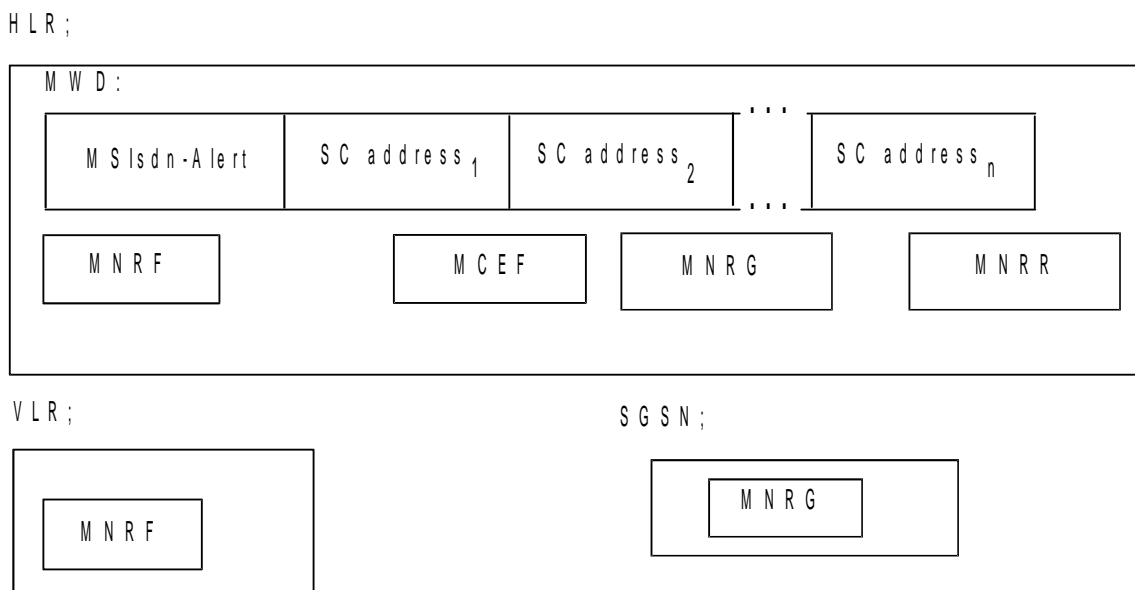 HLR;
MWD:
MSIsdn-Alert SC address1 SC address2 ... SC addressn
...
MNRF MCEF MNRG MNRR
VLR; SGSN;
MNRF MNRG